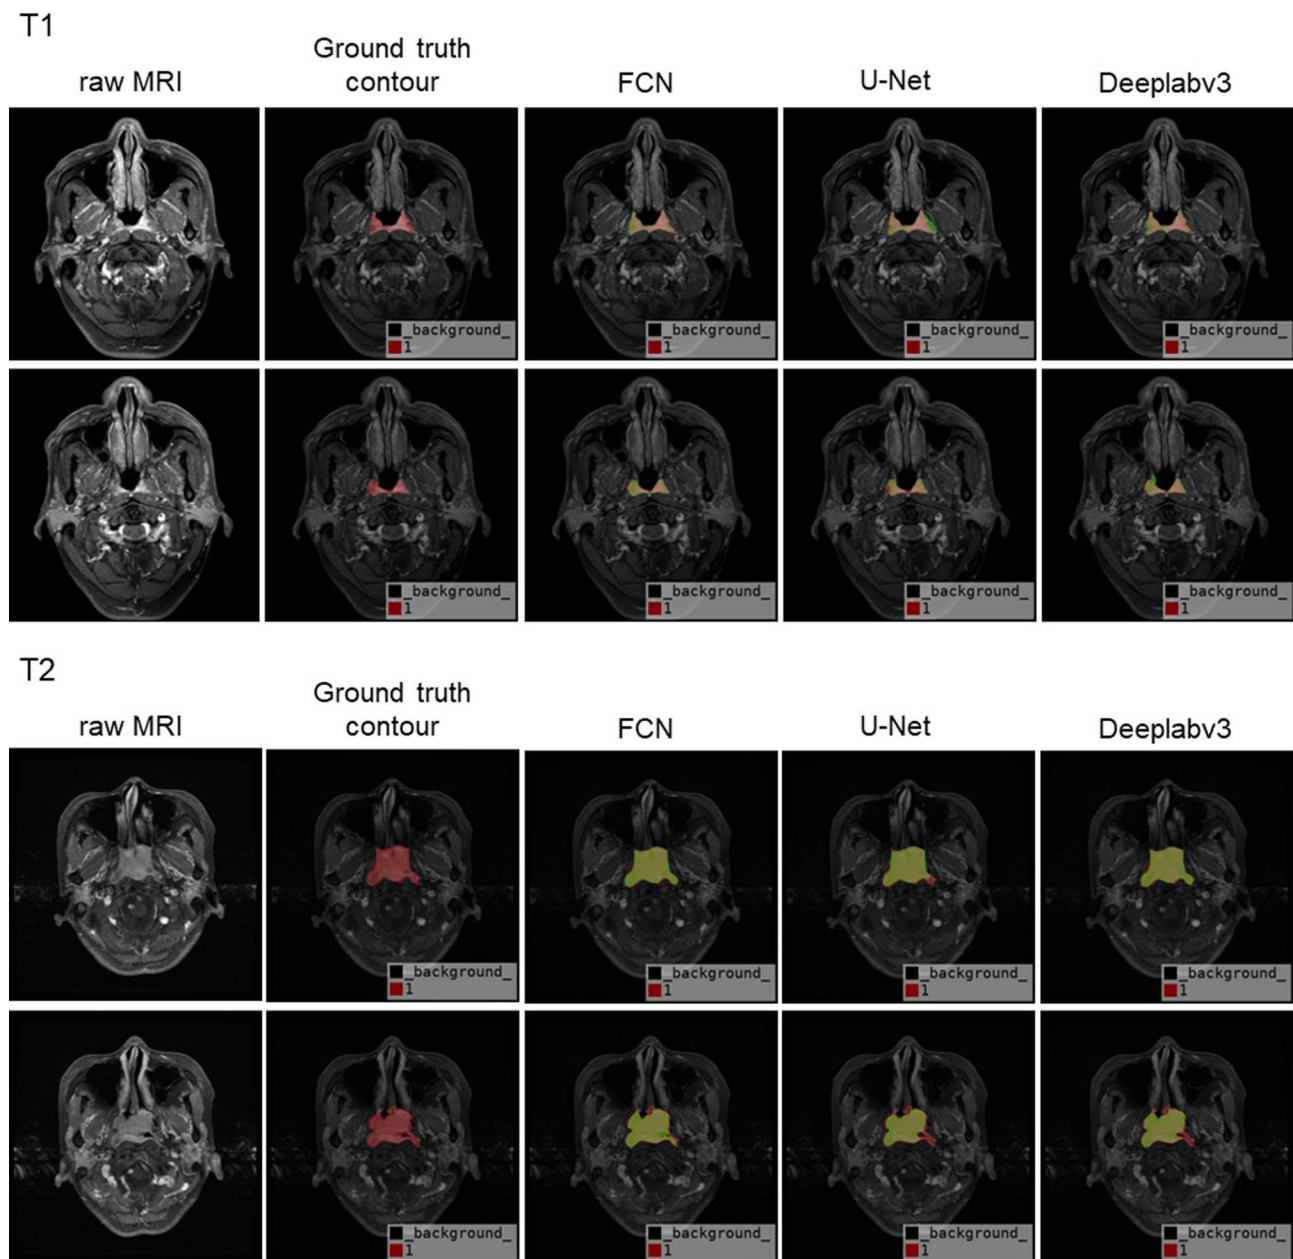 T1
raw MRI
Ground truth
contour
FCN
U-Net
Deeplabv3
_background_
1
_background_
1
_background_
1
_background_
1
_background_
1
_background_
1
_background_
1
_background_
1
T2
raw MRI
Ground truth
contour
FCN
U-Net
Deeplabv3
_background_
1
_background_
1
_background_
1
_background_
1
_background_
1
_background_
1
_background_
1
_background_
1